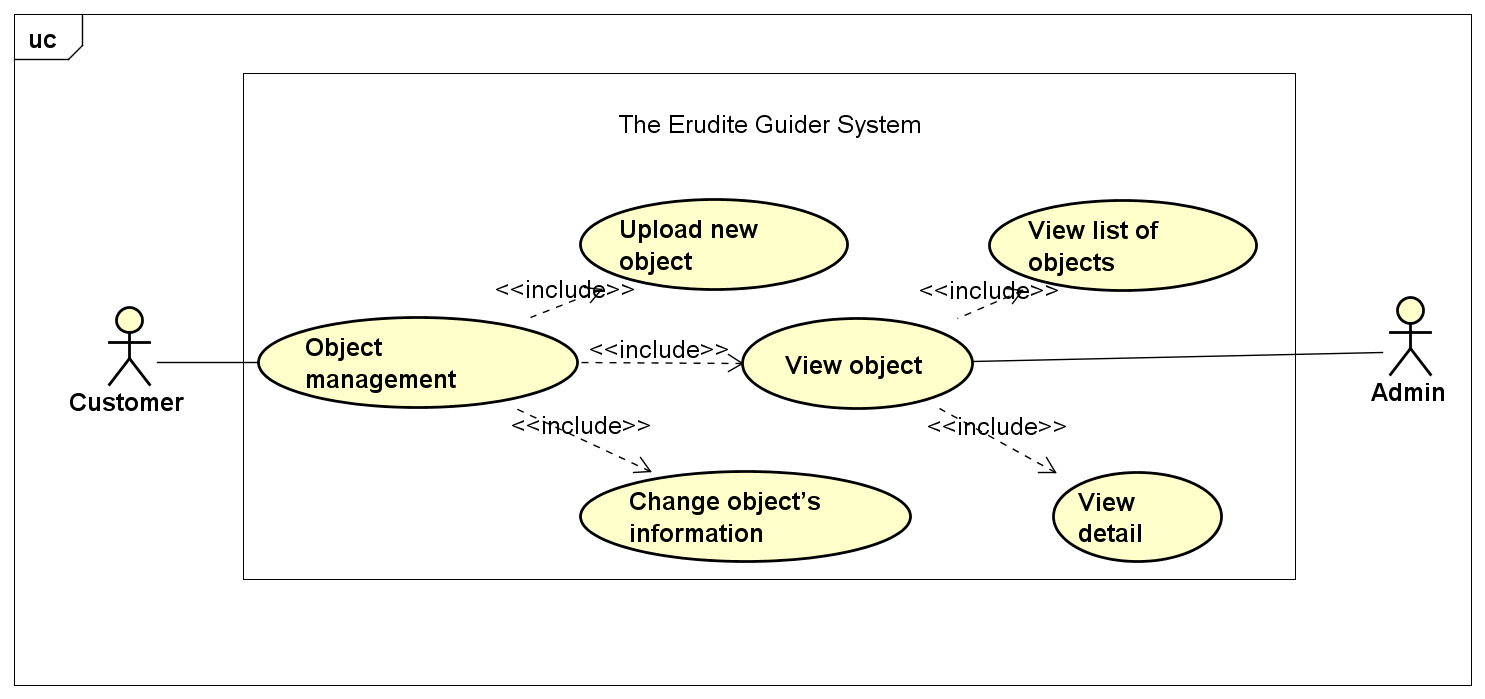 uc
The Erudite Guider System
Upload new
object
View list of
objects
<<include>>
<<include>>
Object
management
<<include>>
View object
Customer
Admin
<<include>>
<<include>>
Change object’s
information
View
detail